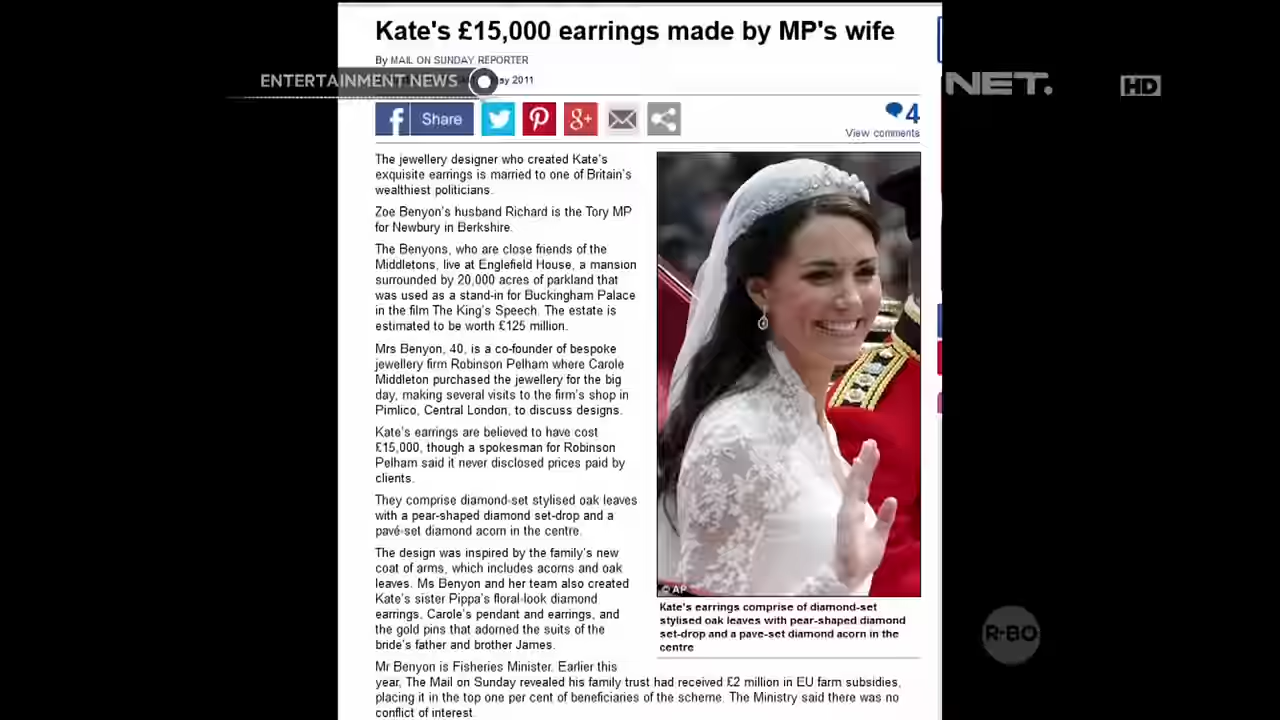 Kate's £15,000 earrings made by MP's wife
By MAIL ON SUNDAY REPORTER
ENTERTAINMENT NEWS
2011
NET.
HD
f Share
g+
4
View comments
The jewellery designer who created Kate's
exquisite earrings is married to one of Britain's
wealthiest politicians.
Zoe Benyon's husband Richard is the Tory MP
for Newbury in Berkshire.
The Benyons, who are close friends of the
Middletons, live at Englefield House, a mansion
surrounded by 20,000 acres of parkland that
was used as a stand-in for Buckingham Palace
in the film The King's Speech. The estate is
estimated to be worth £125 million.
Mrs Benyon, 40, is a co-founder of bespoke
jewellery firm Robinson Pelham where Carole
Middleton purchased the jewellery for the big
day, making several visits to the firm's shop in
Pimlico, Central London, to discuss designs.
Kate's earrings are believed to have cost
£15,000, though a spokesman for Robinson
Pelham said it never disclosed prices paid by
clients.
They comprise diamond-set stylised oak leaves
with a pear-shaped diamond set-drop and a
pavé-set diamond acorn in the centre.
The design was inspired by the family's new
coat of arms, which includes acorns and oak
leaves. Ms Benyon and her team also created
Kate's sister Pippa's floral-look diamond
earrings, Carole's pendant and earrings, and
the gold pins that adorned the suits of the
bride's father and brother James.
Mr Benyon is Fisheries Minister. Earlier this
year, The Mail on Sunday revealed his family trust had received £2 million in EU farm subsidies,
placing it in the top one per cent of beneficiaries of the scheme. The Ministry said there was no
conflict of interest.
© AP
Kate's earrings comprise of diamond-set
stylised oak leaves with pear-shaped diamond
set-drop and a pave-set diamond acorn in the
centre
R-BO